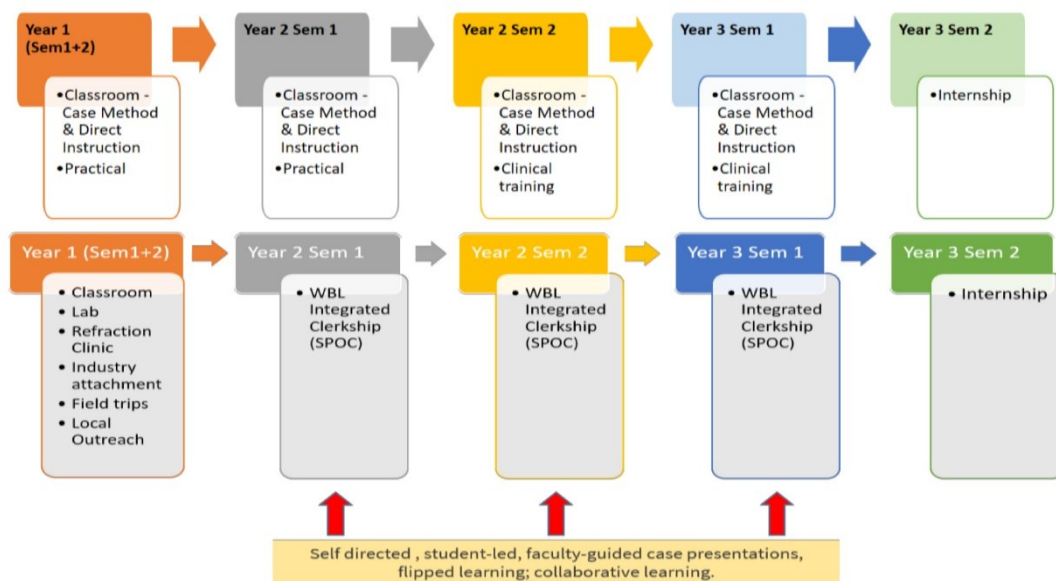 Year 1
(Sem1+2)
•Classroom -
Case Method
& Direct
Instruction
•Practical
Year 2 Sem 1
•Classroom -
Case Method
& Direct
Instruction
•Practical
Year 2 Sem 2
•Classroom -
Case Method
& Direct
Instruction
•Clinical
training
Year 3 Sem 1
•Classroom -
Case Method
& Direct
Instruction
•Clinical
training
Year 3 Sem 2
•Internship
Year 1 (Sem1+2)
• Classroom
• Lab
• Refraction
Clinic
• Industry
attachment
• Field trips
• Local
Outreach
Year 2 Sem 1
• WBL
Integrated
Clerkship
(SPOC)
Year 2 Sem 2
• WBL
Integrated
Clerkship
(SPOC)
Year 3 Sem 1
• WBL
Integrated
Clerkship
(SPOC)
Year 3 Sem 2
• Internship
Self directed , student-led, faculty-guided case presentations,
flipped learning; collaborative learning.